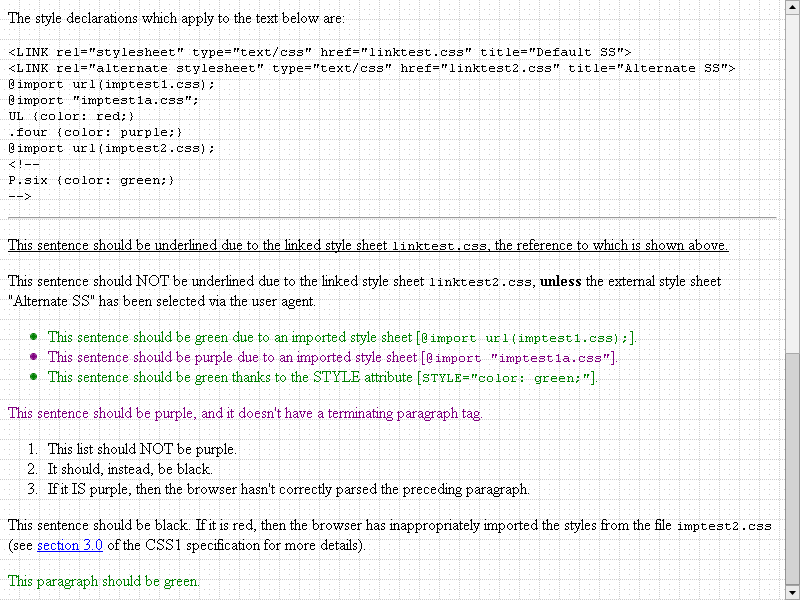 The style declarations which apply to the text below are:
<LINK rel="stylesheet" type="text/css" href="linktest.css" title="Default SS">
<LINK rel="alternate stylesheet" type="text/css" href="linktest2.css" title="Alternate SS">
@import url(imptest1.css);
@import "imptest1a.css";
UL {color: red;}
.four {color: purple;}
@import url(imptest2.css);
<!--
P.six {color: green;}
-->
This sentence should be underlined due to the linked style sheet linktest.css, the reference to which is shown above.
This sentence should NOT be underlined due to the linked style sheet linktest2.css, unless the external style sheet
"Alternate SS" has been selected via the user agent.
This sentence should be green due to an imported style sheet [@import url(imptest1.css);].
This sentence should be purple due to an imported style sheet [@import "imptest1a.css"].
This sentence should be green thanks to the STYLE attribute [STYLE="color: green;"].
This sentence should be purple, and it doesn't have a terminating paragraph tag.
1. This list should NOT be purple.
2. It should, instead, be black.
3. If it IS purple, then the browser hasn't correctly parsed the preceding paragraph.
This sentence should be black. If it is red, then the browser has inappropriately imported the styles from the file imptest2.css
(see section 3.0 of the CSS1 specification for more details).
This paragraph should be green.